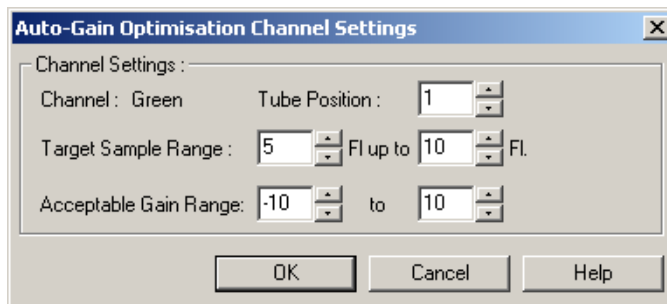 Auto-Gain Optimisation Channel Settings
Channel Settings :
Channel : Green Tube Position : 1
Target Sample Range : 5 Fl up to 10 Fl.
Acceptable Gain Range: -10 to 10
OK Cancel Help